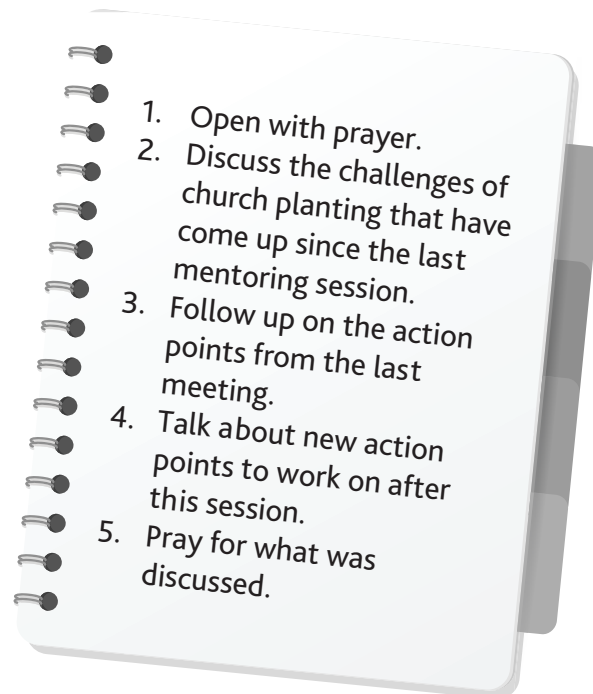 1. Open with prayer.
2. Discuss the challenges of
church planting that have
come up since the last
mentoring session.
3. Follow up on the action
points from the last
meeting.
4. Talk about new action
points to work on after
this session.
5. Pray for what was
discussed.